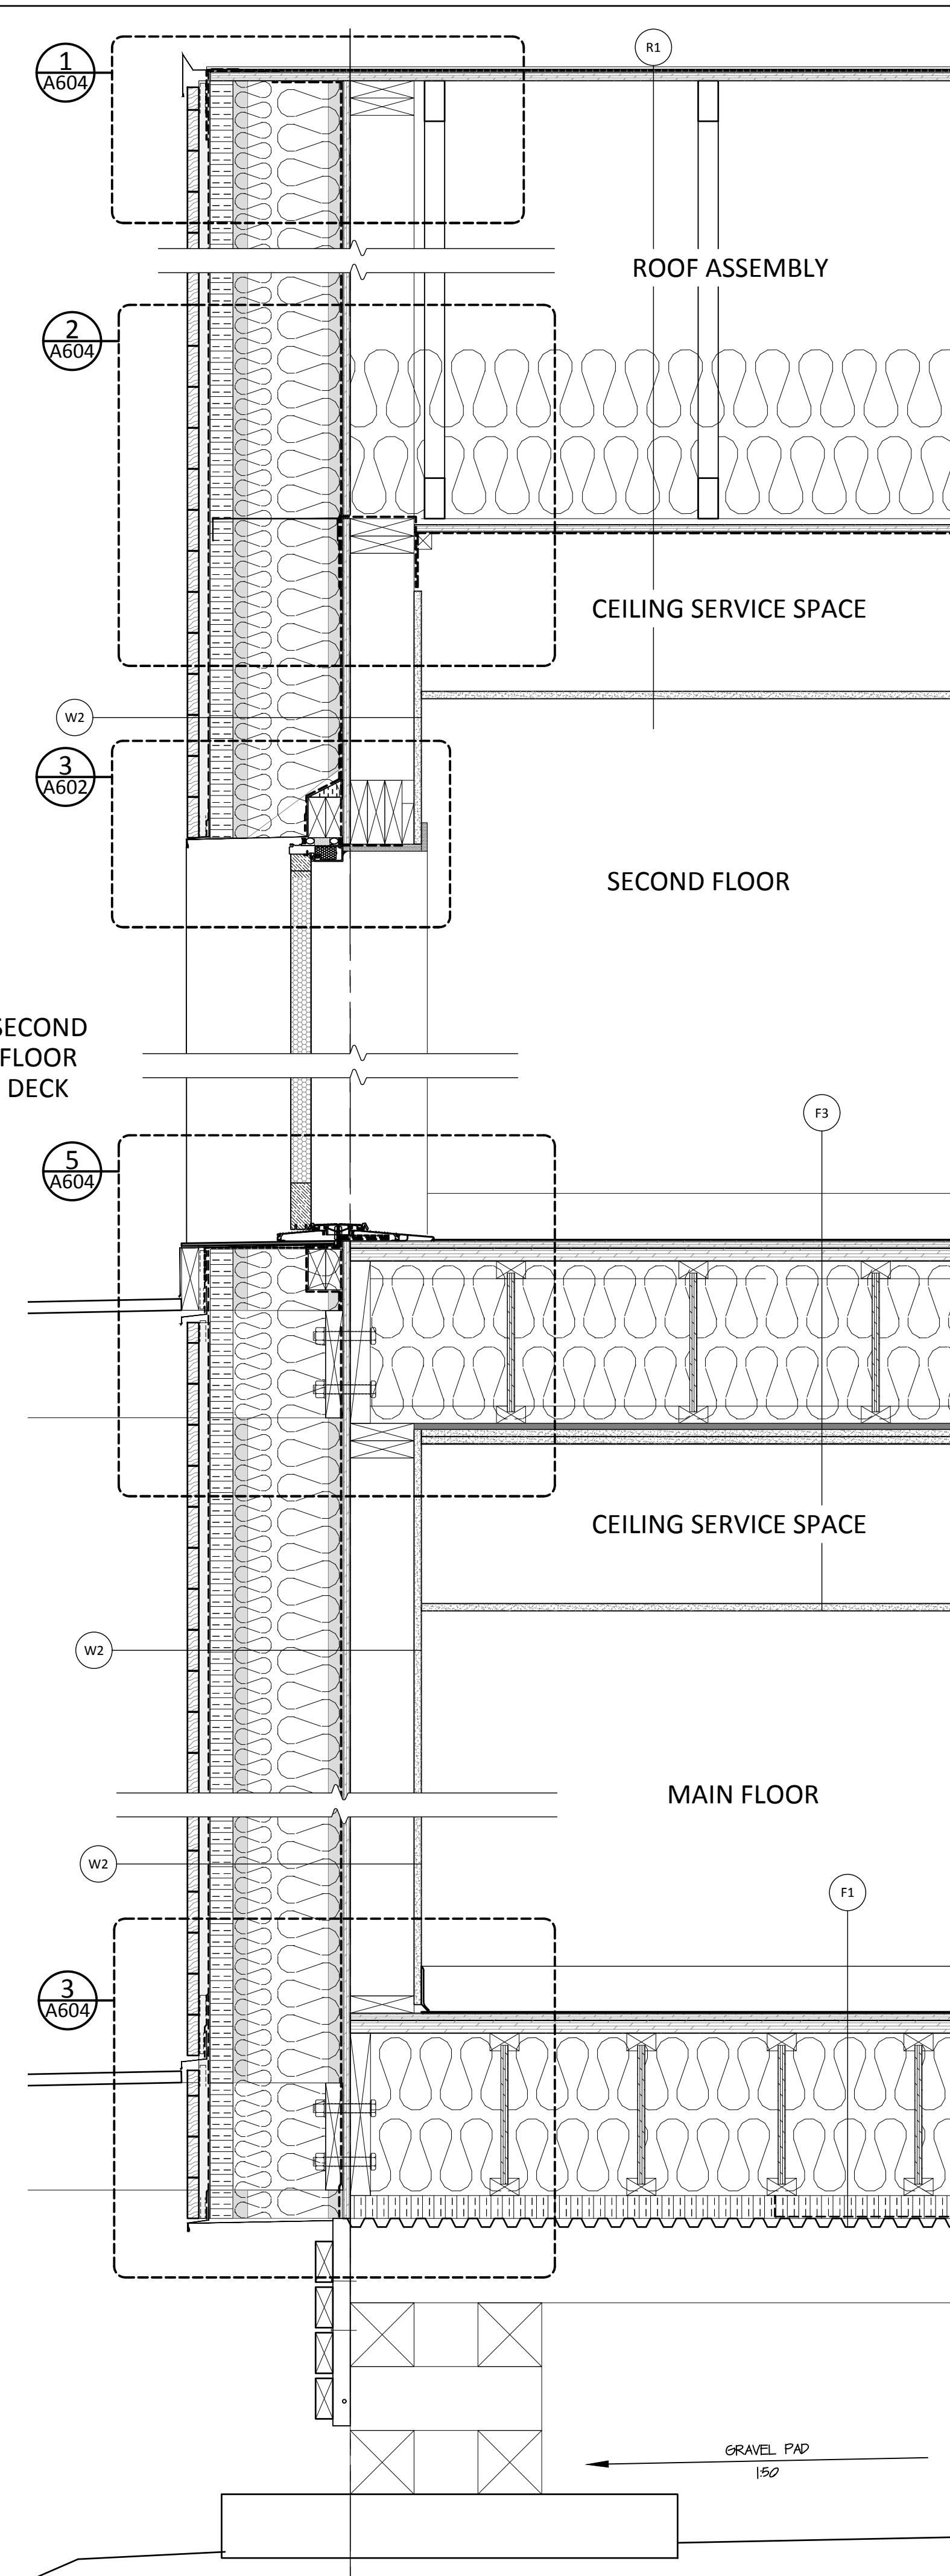 R1
1
A604
ROOF ASSEMBLY
2
A604
CEILING SERVICE SPACE
W2
3
A602
SECOND FLOOR
SECOND
FLOOR
DECK
F3
5
A604
CEILING SERVICE SPACE
W2
MAIN FLOOR
W2
F1
3
A604
GRAVEL PAD
1:50